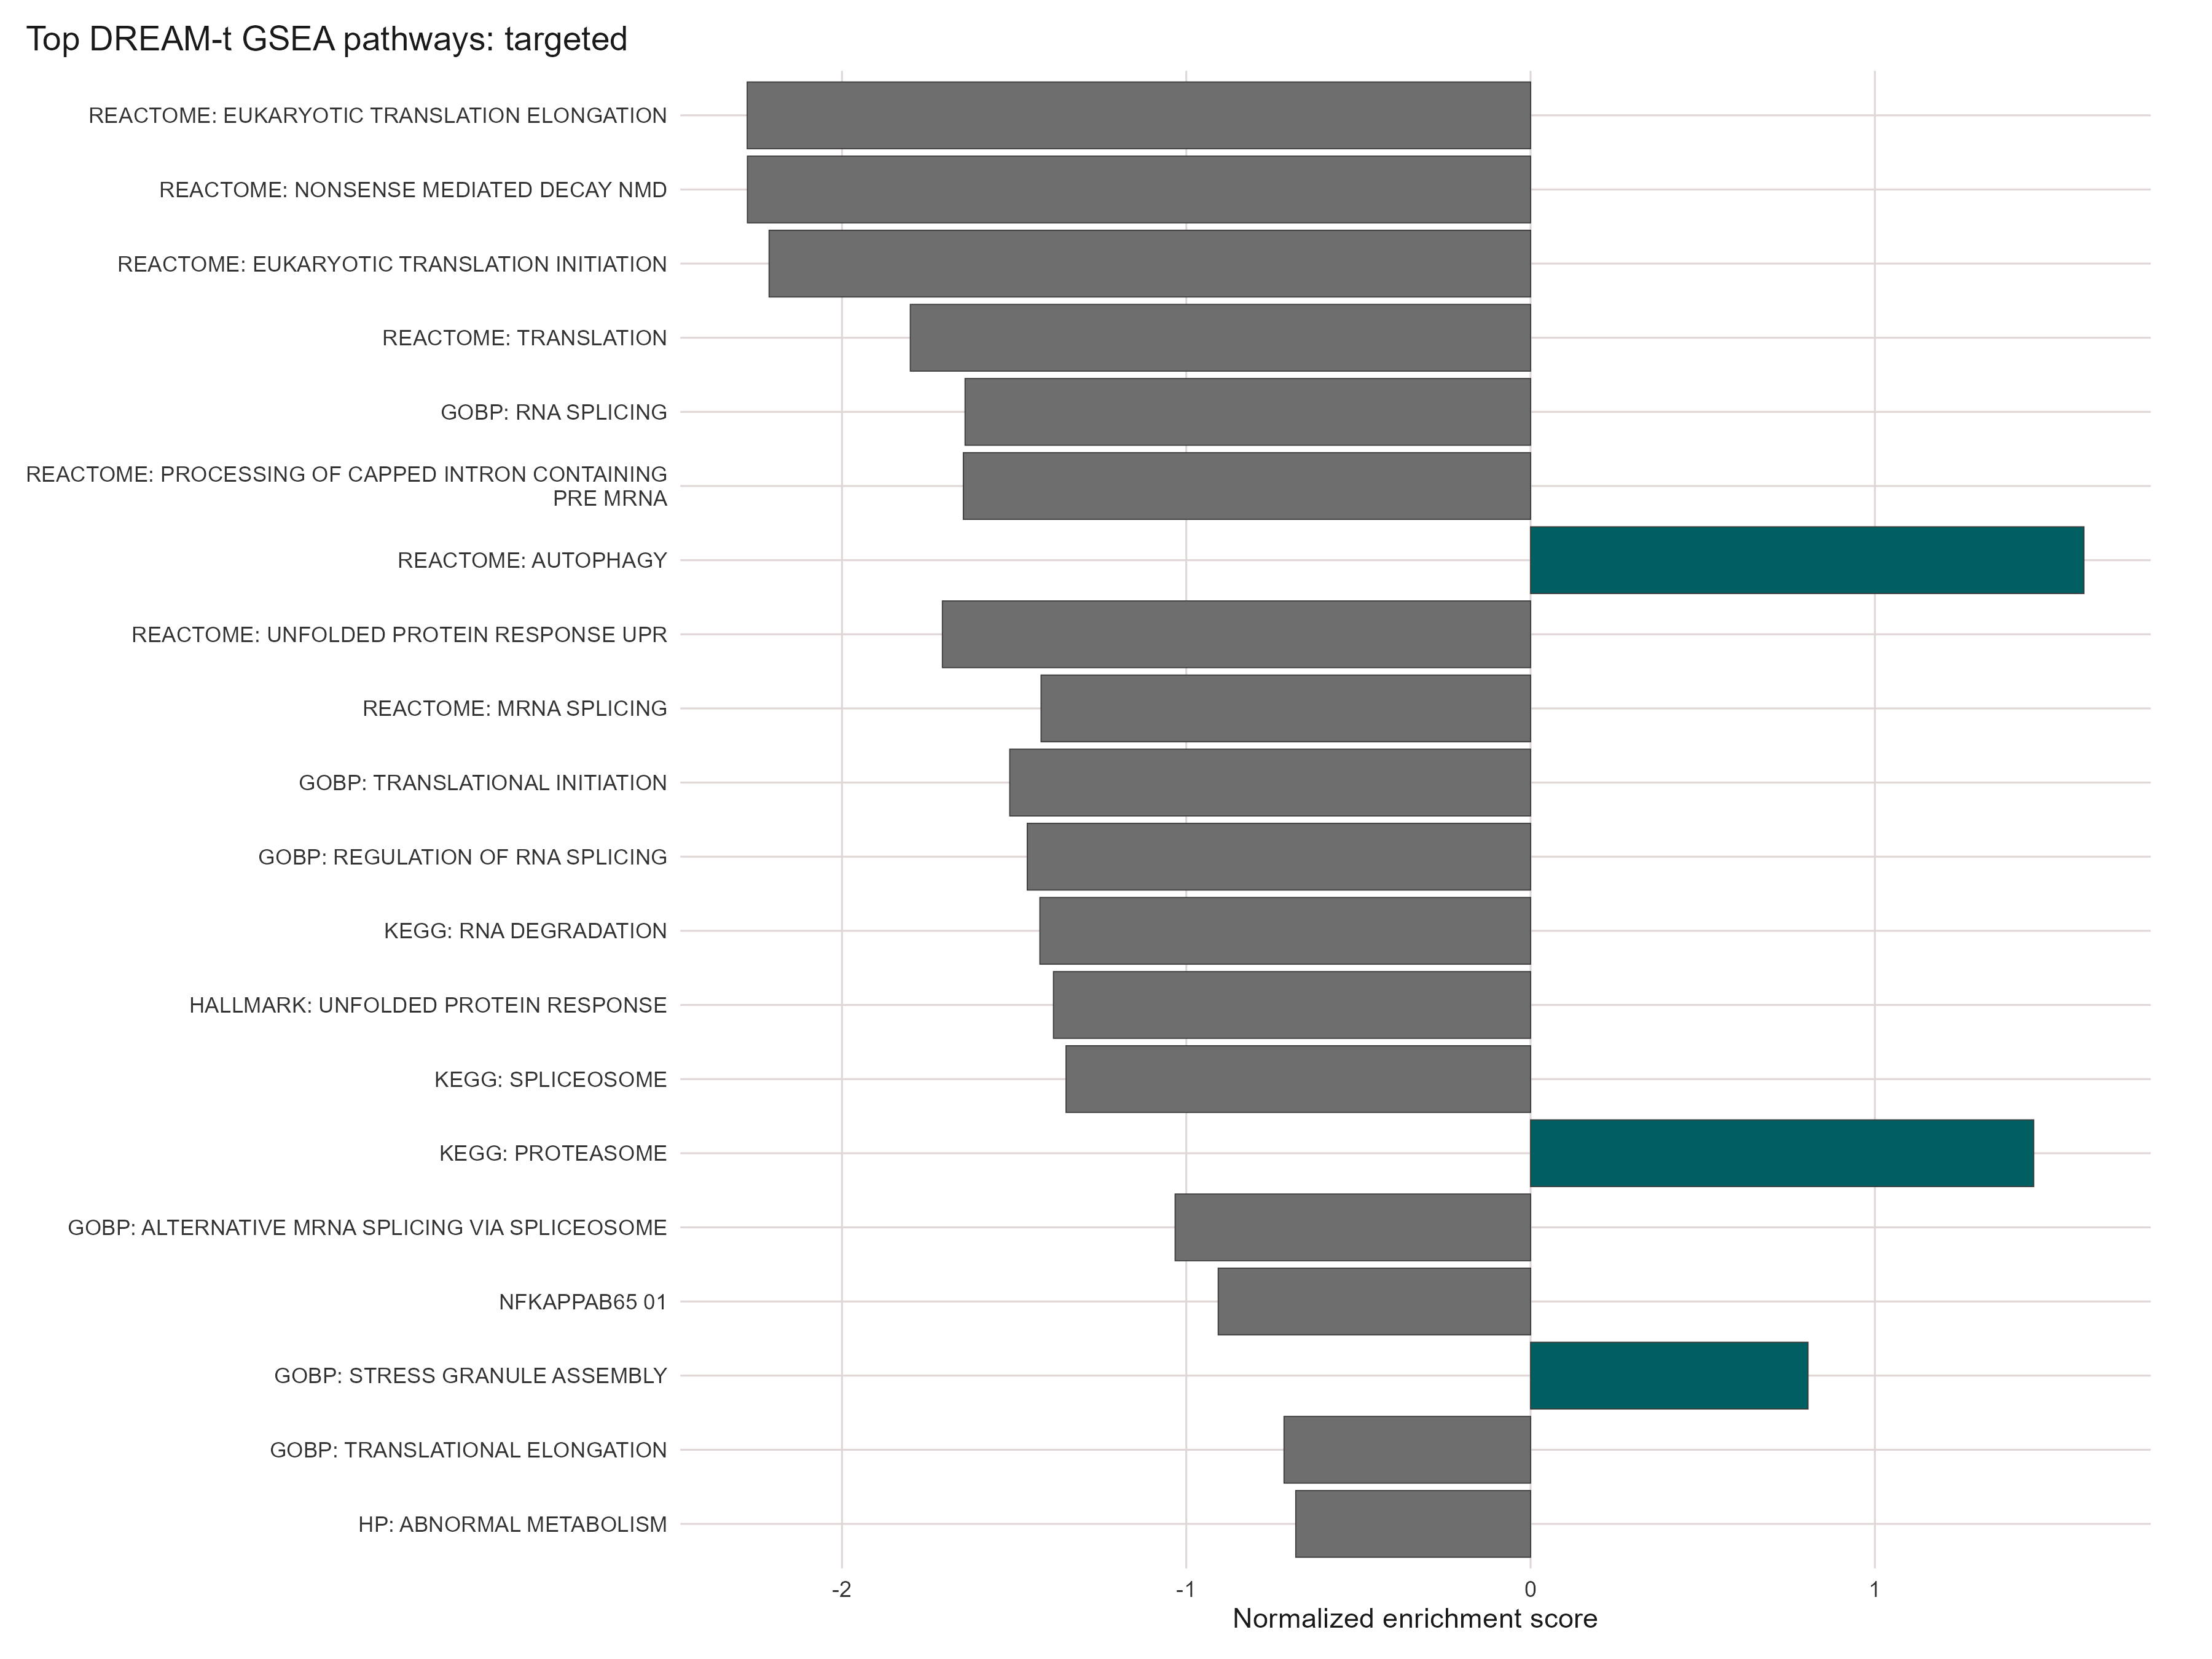 Top DREAM-t GSEA pathways: targeted
REACTOME: EUKARYOTIC TRANSLATION ELONGATION
REACTOME: NONSENSE MEDIATED DECAY NMD
REACTOME: EUKARYOTIC TRANSLATION INITIATION
REACTOME: TRANSLATION
GOBP: RNA SPLICING
REACTOME: PROCESSING OF CAPPED INTRON CONTAINING
PRE MRNA
REACTOME: AUTOPHAGY
REACTOME: UNFOLDED PROTEIN RESPONSE UPR
REACTOME: MRNA SPLICING
GOBP: TRANSLATIONAL INITIATION
GOBP: REGULATION OF RNA SPLICING
KEGG: RNA DEGRADATION
HALLMARK: UNFOLDED PROTEIN RESPONSE
KEGG: SPLICEOSOME
KEGG: PROTEASOME
GOBP: ALTERNATIVE MRNA SPLICING VIA SPLICEOSOME
NFKAPPAB65 01
GOBP: STRESS GRANULE ASSEMBLY
GOBP: TRANSLATIONAL ELONGATION
HP: ABNORMAL METABOLISM
-2 -1 0 1
Normalized enrichment score